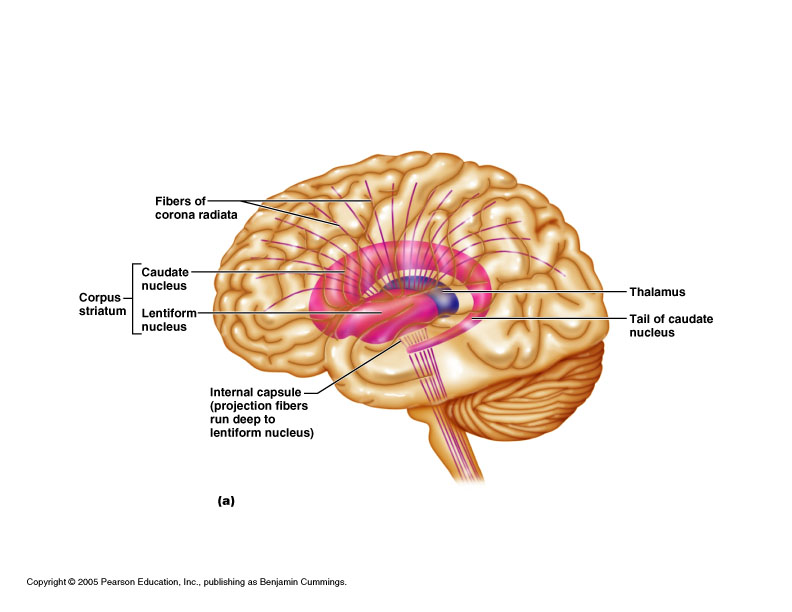 Fibers of
corona radiata
Caudate
nucleus
Corpus
striatum
Lentiform
nucleus
Thalamus
Tail of caudate
nucleus
Internal capsule
(projection fibers
run deep to
lentiform nucleus)
(a)
Copyright © 2005 Pearson Education, Inc., publishing as Benjamin Cummings.